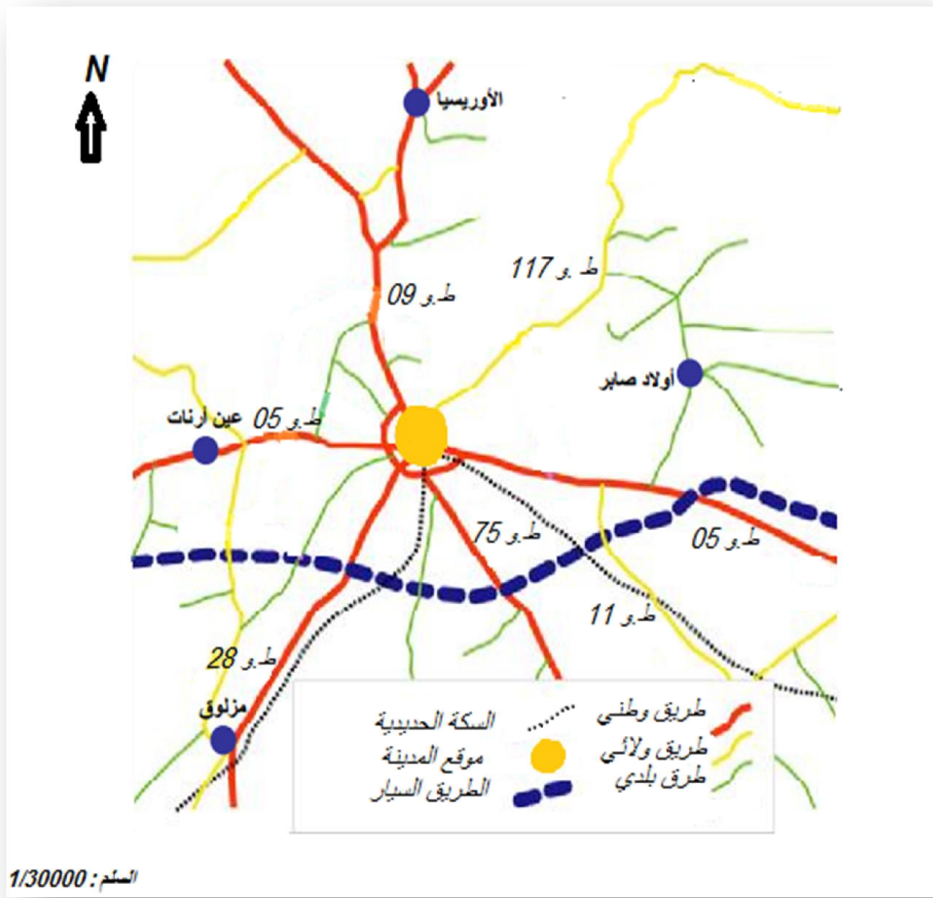 N
الأوريسيا
ط.و 117
ط.و 09
أولاد صابر
ط.و 05
عين أرنات
ط.و 75
ط.و 05
ط.و 11
ط.و 28
مزلوق
طريق وطني
طريق ولائي
طرق بلدي
السكة الحديدية
موقع المدينة
الطريق السيار
السلم : 1/30000